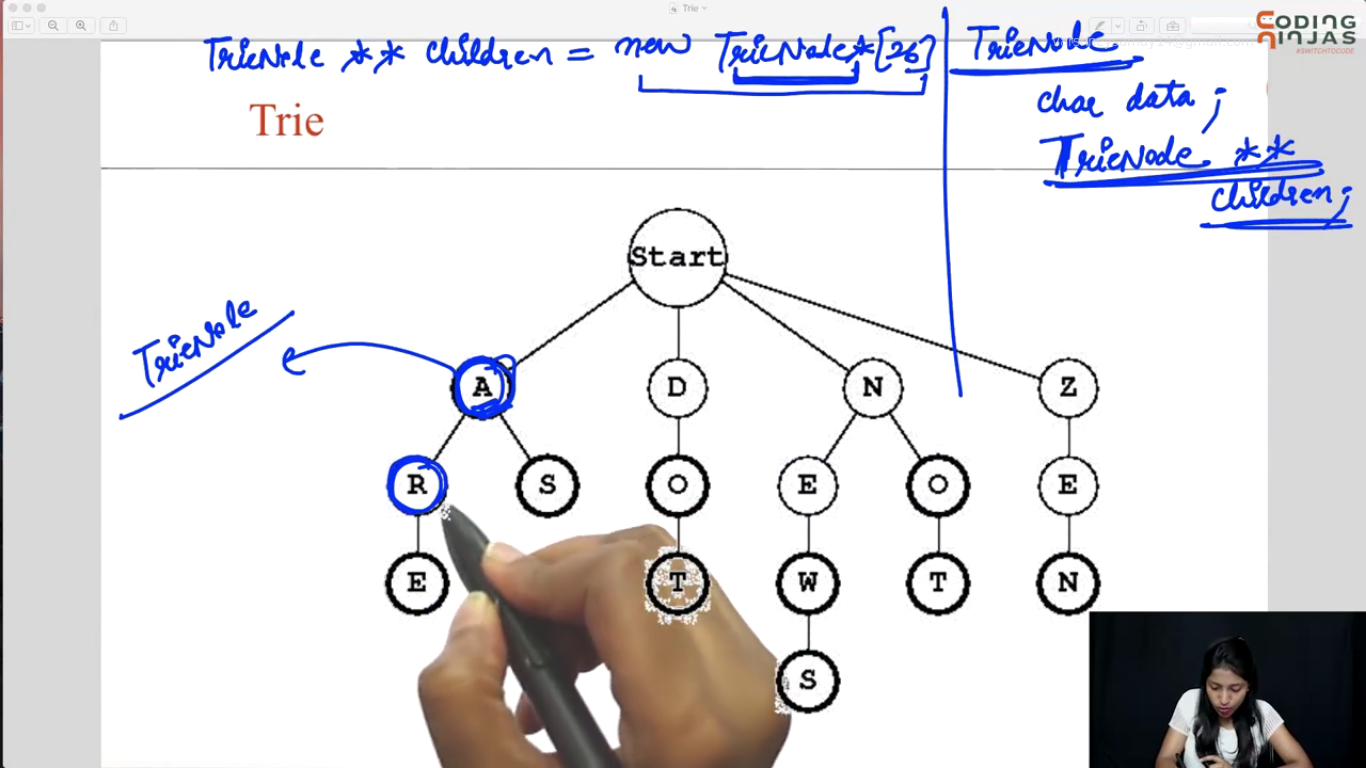 Trie
CODING
NINJAS
#SWITCHTOCODE
TrieNode ** children = new TrieNode*[26]
TrieNode
char data;
TrieNode **
children;
Trie
Start
TrieNode
A D N Z
R S O E O E
E T W T N
S